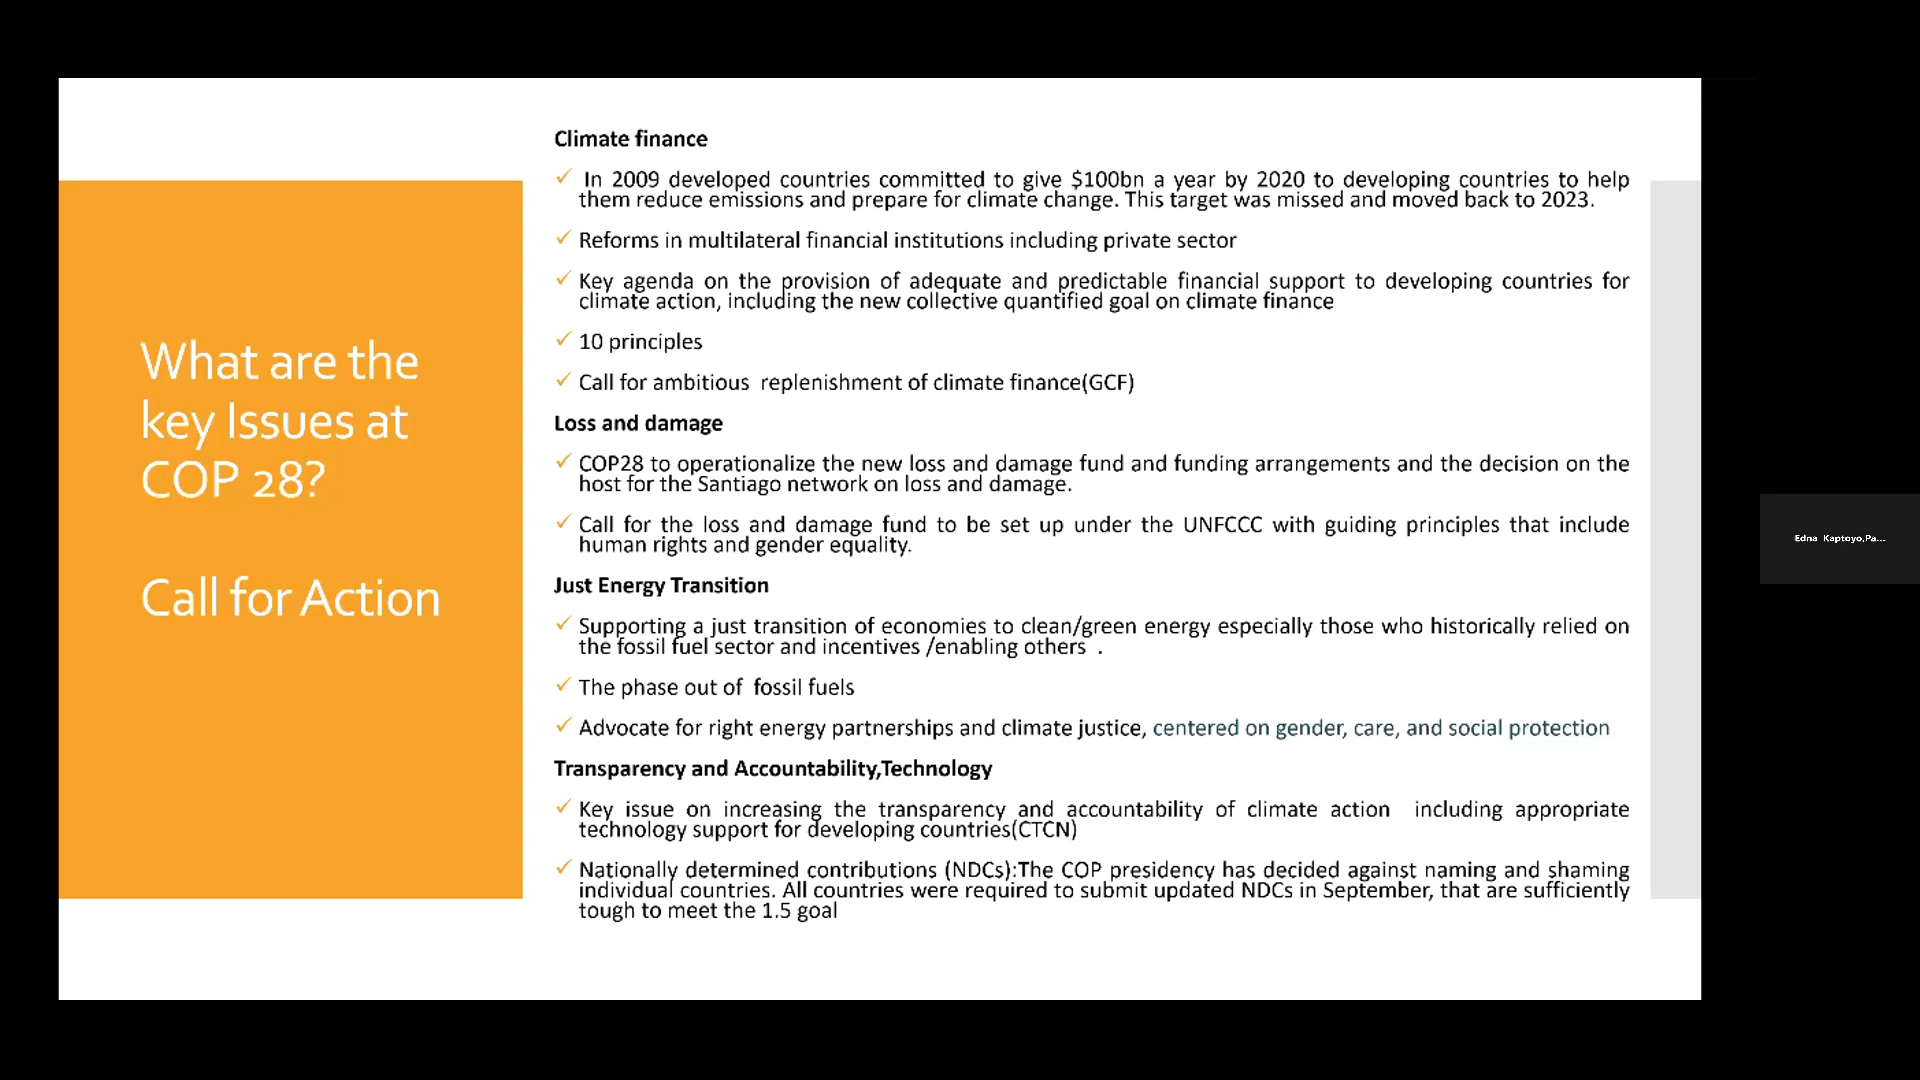 What are the
key Issues at
COP 28?
Call for Action
Climate finance
✓ In 2009 developed countries committed to give $100bn a year by 2020 to developing countries to help
them reduce emissions and prepare for climate change. This target was missed and moved back to 2023.
✓ Reforms in multilateral financial institutions including private sector
✓ Key agenda on the provision of adequate and predictable financial support to developing countries for
climate action, including the new collective quantified goal on climate finance
✓ 10 principles
✓ Call for ambitious replenishment of climate finance(GCF)
Loss and damage
✓ COP28 to operationalize the new loss and damage fund and funding arrangements and the decision on the
host for the Santiago network on loss and damage.
✓ Call for the loss and damage fund to be set up under the UNFCCC with guiding principles that include
human rights and gender equality.
Just Energy Transition
✓ Supporting a just transition of economies to clean/green energy especially those who historically relied on
the fossil fuel sector and incentives /enabling others .
✓ The phase out of fossil fuels
✓ Advocate for right energy partnerships and climate justice, centered on gender, care, and social protection
Transparency and Accountability,Technology
✓ Key issue on increasing the transparency and accountability of climate action including appropriate
technology support for developing countries(CTCN)
✓ Nationally determined contributions (NDCs):The COP presidency has decided against naming and shaming
individual countries. All countries were required to submit updated NDCs in September, that are sufficiently
tough to meet the 1.5 goal
Edna Kaptoyo,Pa...